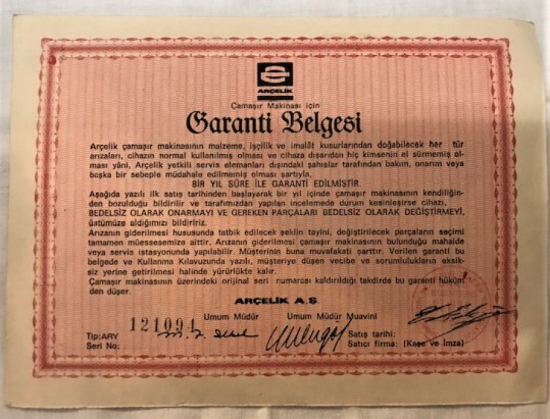 ARÇELİK
Çamaşır Makinası için
Garanti Belgesi
Arçelik çamaşır makinasının malzeme, işçilik ve imalât kusurlarından doğabilecek her tür
arızaları, cihazın normal kullanılmış olması ve cihaza dışarıdan hiç kimsenin el sürmemiş ol-
ması yâni, Arçelik yetkili servis elemanları dışındaki şahıslar tarafından bakım, onarım veya
başka bir sebeple müdahale edilmemiş olması şartıyla,
BİR YIL SÜRE İLE GARANTİ EDİLMİŞTİR.
Aşağıda yazılı ilk satış tarihinden başlayarak bir yıl içinde çamaşır makinasının kendiliğin-
den bozulduğu bildirilir ve tarafımızdan yapılan incelemede durum kesinleşirse cihazı,
BEDELSİZ OLARAK ONARMAYI VE GEREKEN PARÇALARI BEDELSİZ OLARAK DEĞİŞTİRMEYİ,
üstümüze aldığımızı bildiririz.
Arızanın giderilmesi hususunda tatbik edilecek şeklin tayini, değiştirilecek parçaların seçimi
tamamen müessesemize aittir. Arızanın giderilmesi çamaşır makinasının bulunduğu mahalde
veya servis istasyonunda yapılabilir. Müşterinin buna muvafakati şarttır. Verilen garanti bu
belgede ve Kullanma Kılavuzunda yazılı, müşteriye düşen vecibe ve sorumlulukların eksik-
siz yerine getirilmesi halinde yürürlükte kalır.
Çamaşır makinasının üzerindeki orijinal seri numarası kaldırıldığı takdirde bu garanti hüküm
den düşer.
ARÇELİK A.Ş.
121094 Umum Müdür Umum Müdür Muavini
Tip: ARY Satış tarihi:
Seri No: Satıcı firma: (Kaşe ve İmza)